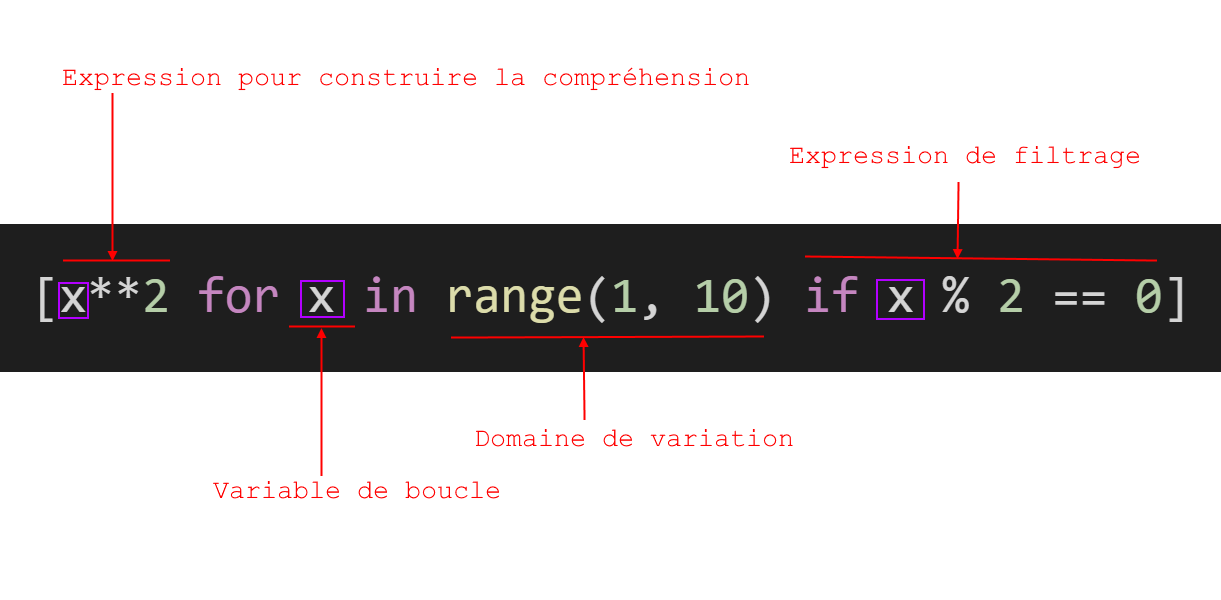 Expression pour construire la compréhension
Expression de filtrage
[x**2 for x in range(1, 10) if x % 2 == 0]
Domaine de variation
Variable de boucle